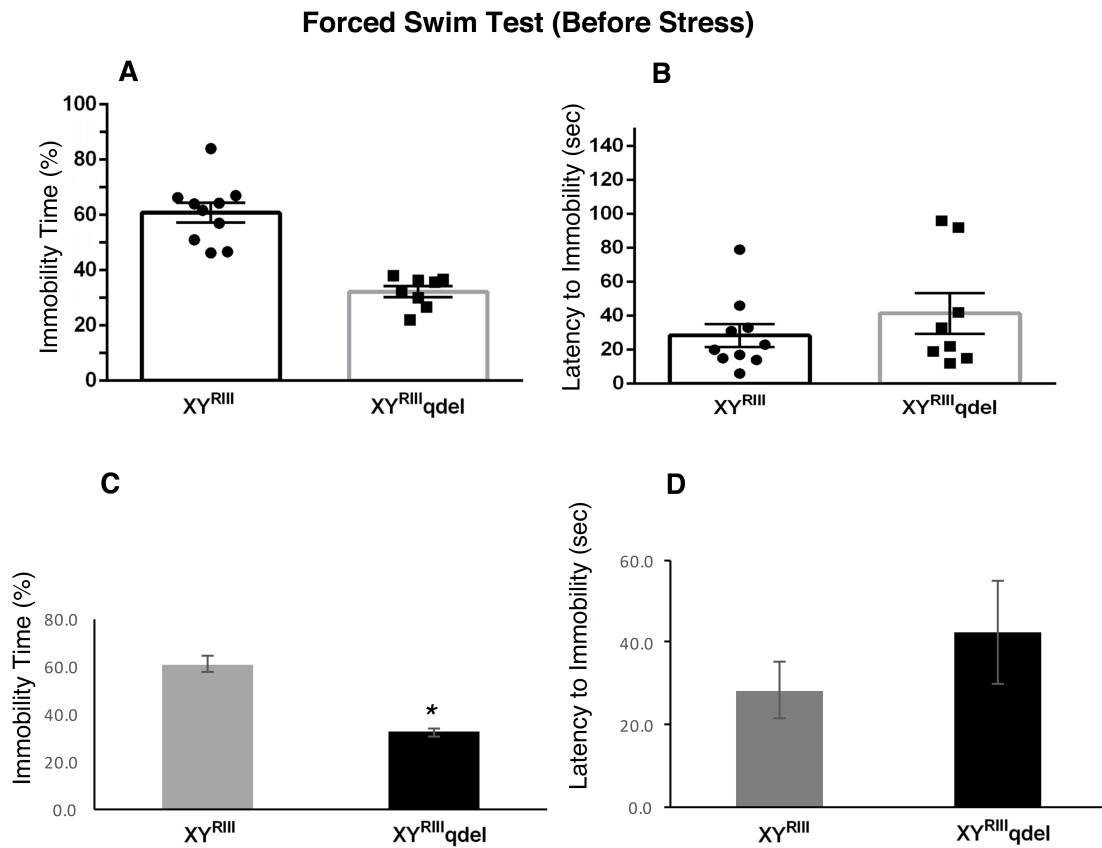 Forced Swim Test (Before Stress)
A
Immobility Time (%)
100
80
60
40
20
0
XYRIII
XYRIIIqdel
B
Latency to Immobility (sec)
140
120
100
80
60
40
20
0
XYRIII
XYRIIIqdel
C
Immobility Time (%)
80.0
60.0
40.0
20.0
0.0
*
XYRIII
XYRIIIqdel
D
Latency to Immobility (sec)
60.0
40.0
20.0
0.0
XYRIII
XYRIIIqdel